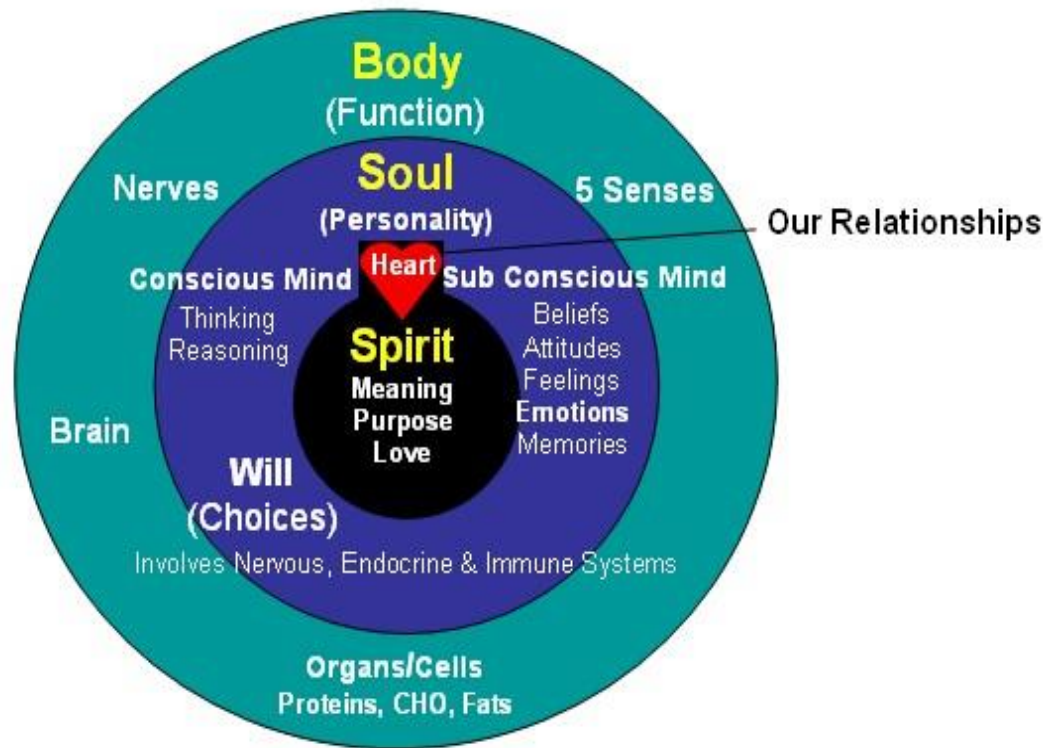 Body
(Function)
Soul
(Personality)
Nerves
5 Senses
Our Relationships
Heart
Conscious Mind
Thinking
Reasoning
Sub Conscious Mind
Beliefs
Attitudes
Feelings
Emotions
Memories
Spirit
Meaning
Purpose
Love
Brain
Will
(Choices)
Involves Nervous, Endocrine & Immune Systems
Organs/Cells
Proteins, CHO, Fats